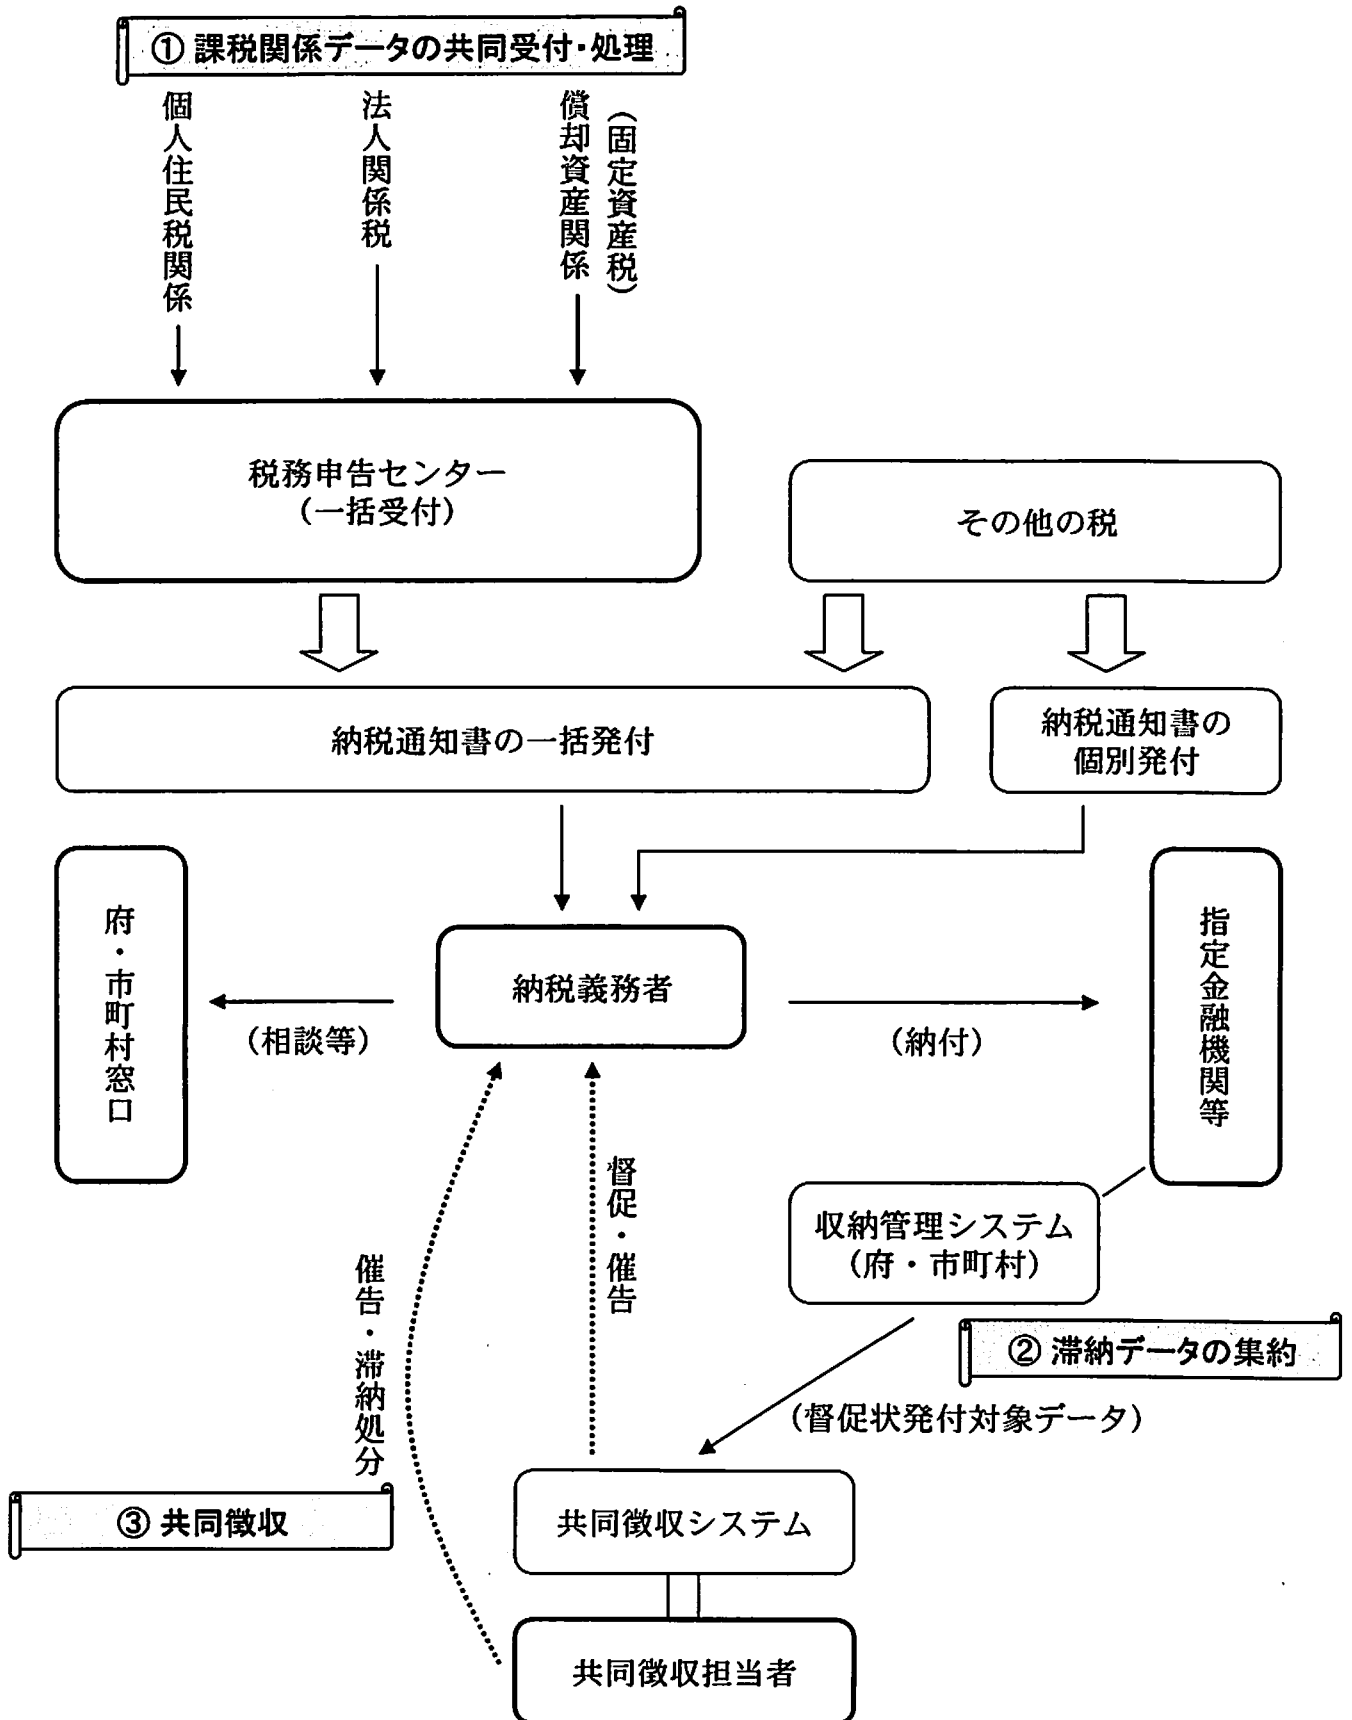 ① 課税関係データの共同受付・処理
個人住民税関係
法人関係税
(固定資産税)
償却資産関係
税務申告センター
(一括受付)
その他の税
納税通知書の一括発付
納税通知書の
個別発付
府・市町村窓口
納税義務者
指定金融機関等
(相談等)
(納付)
督促・催告
収納管理システム
(府・市町村)
催告・滞納処分
② 滞納データの集約
(督促状発付対象データ)
③ 共同徴収
共同徴収システム
共同徴収担当者